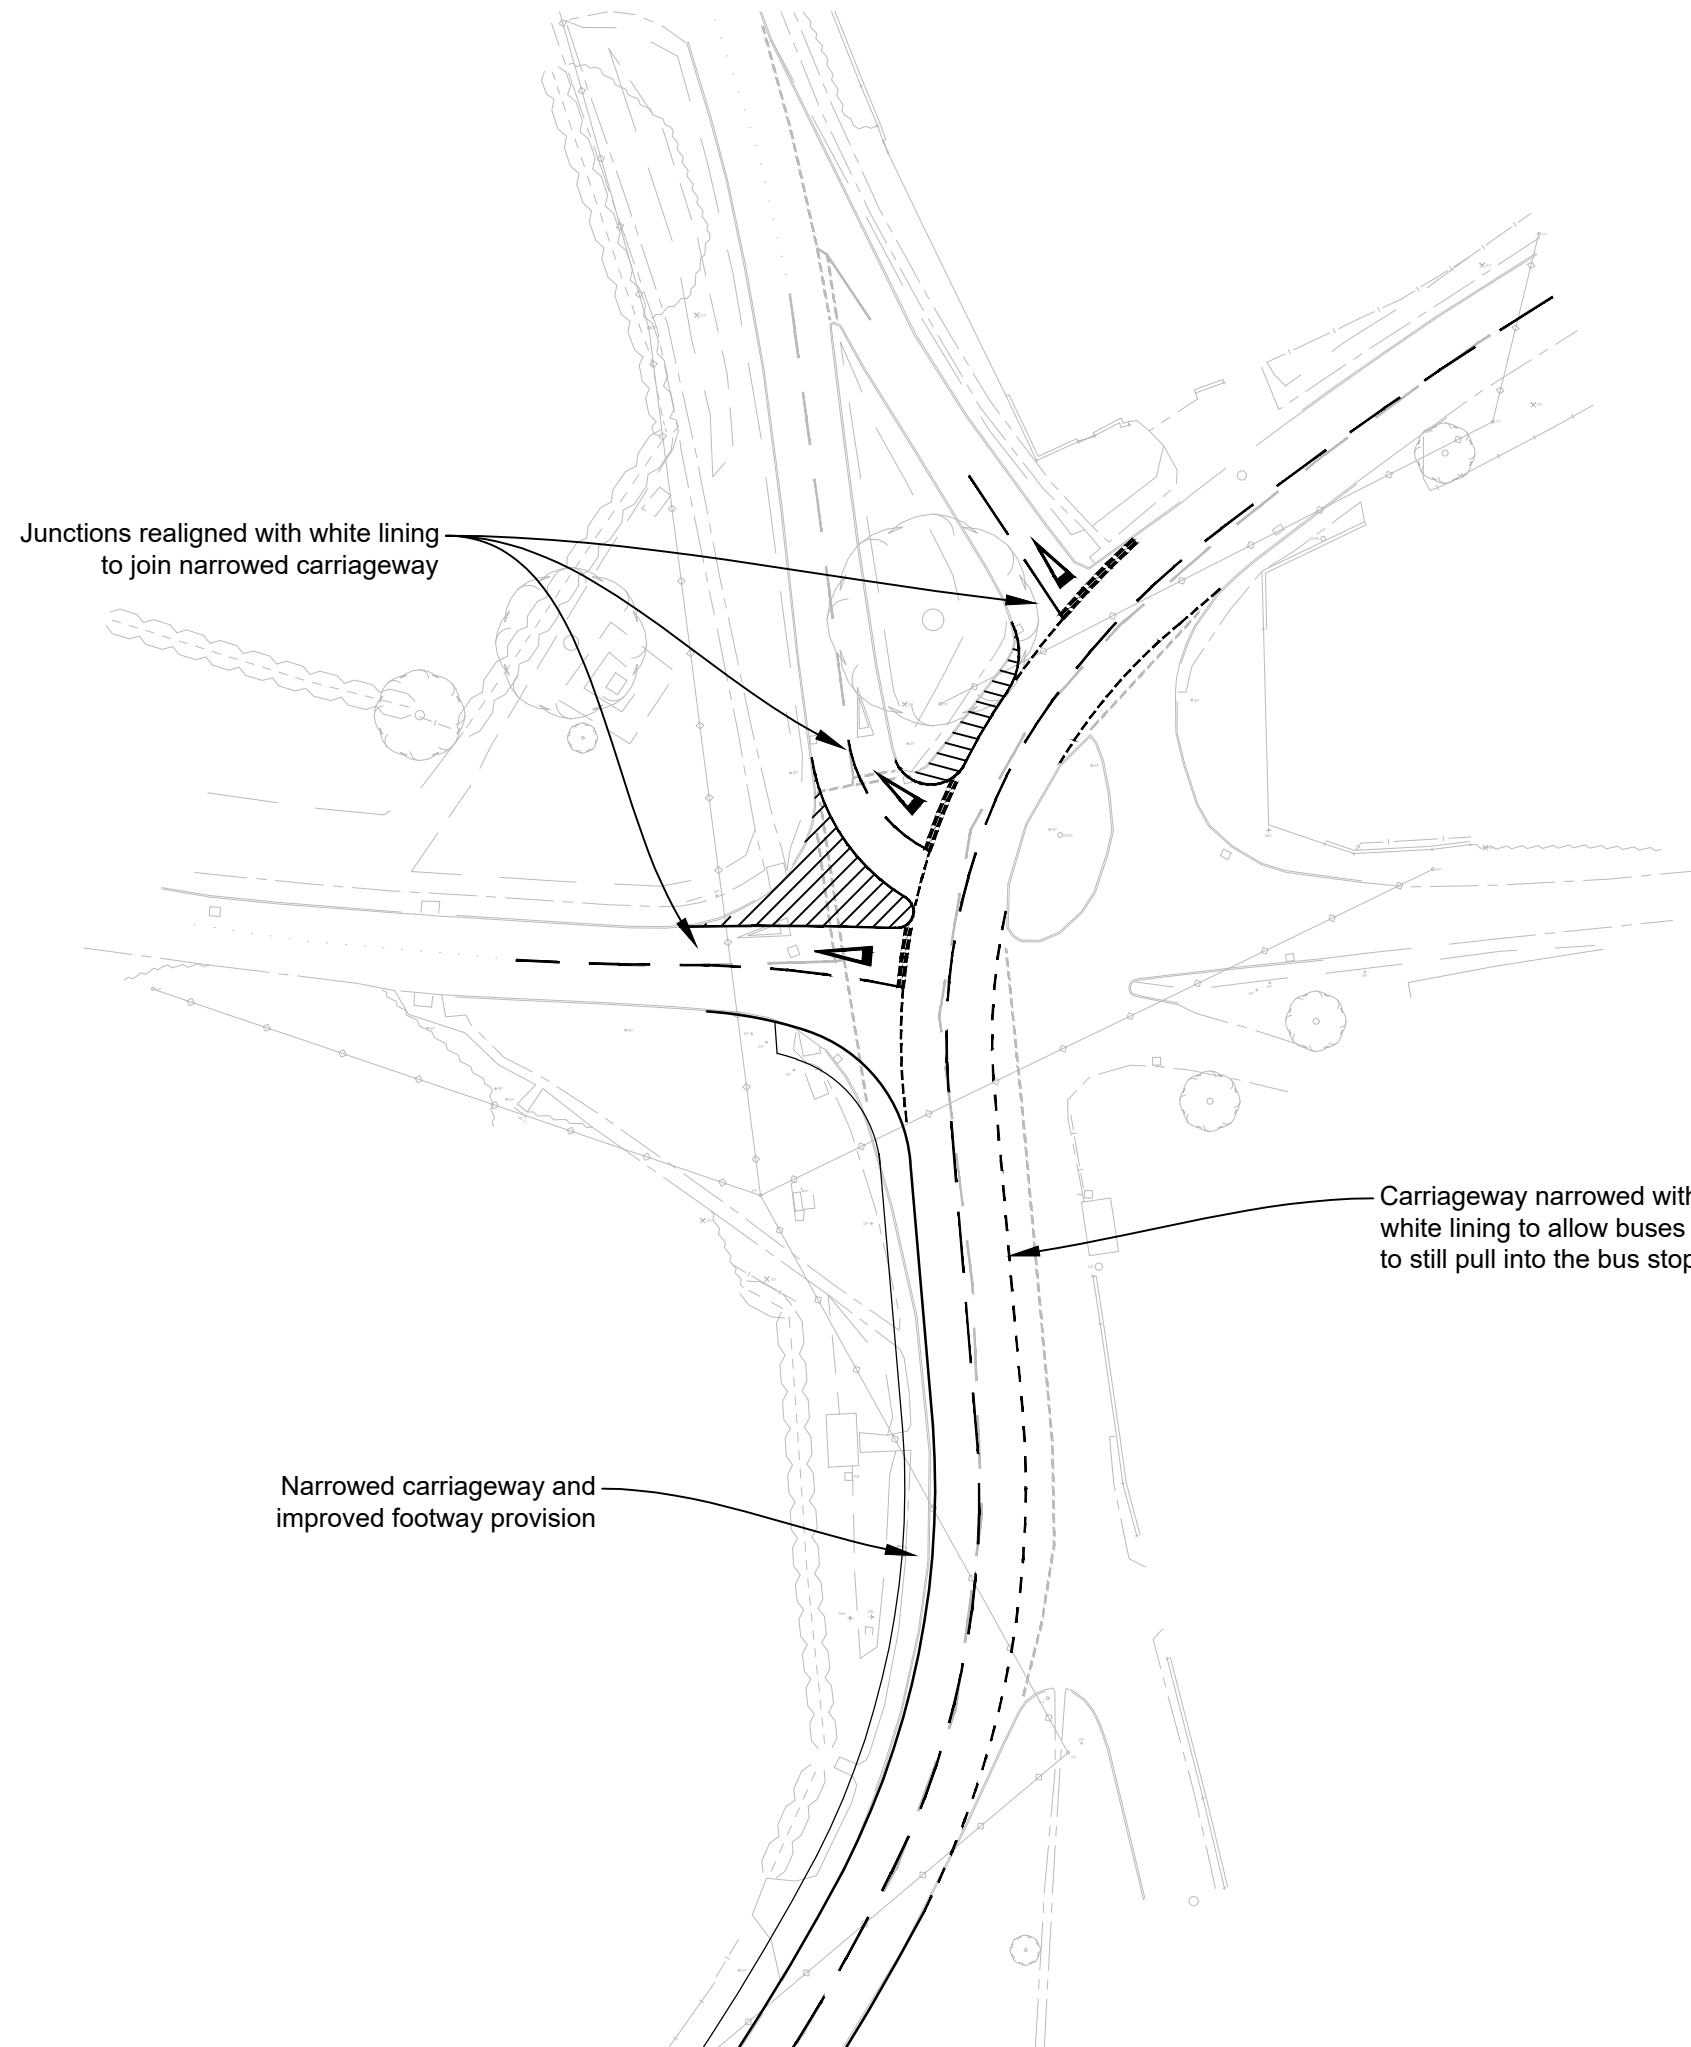 Junctions realigned with white lining
to join narrowed carriageway
Carriageway narrowed with
white lining to allow buses
to still pull into the bus stop
Narrowed carriageway and
improved footway provision